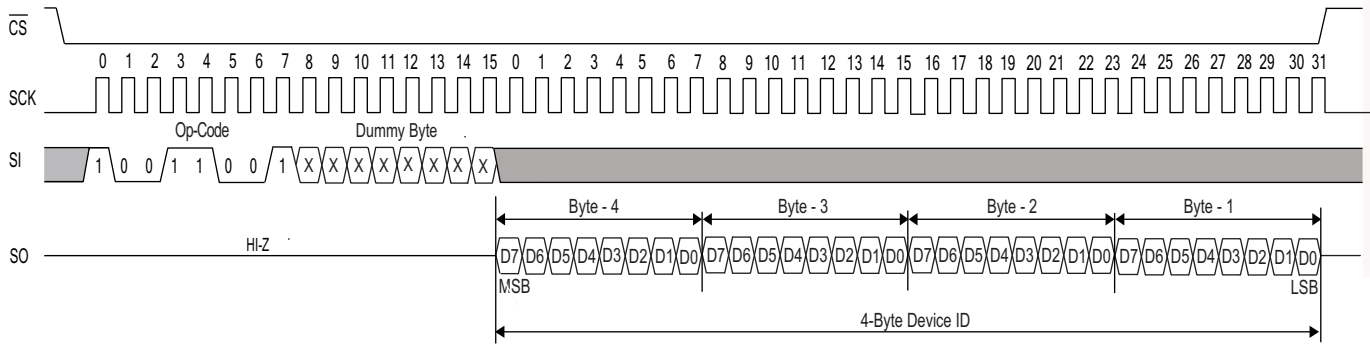 CS
0 1 2 3 4 5 6 7 8 9 10 11 12 13 14 15 0 1 2 3 4 5 6 7 8 9 10 11 12 13 14 15 16 17 18 19 20 21 22 23 24 25 26 27 28 29 30 31
SCK
Op-Code Dummy Byte
SI 1 0 0 1 1 0 0 1 X X X X X X X X
Byte - 4 Byte - 3 Byte - 2 Byte - 1
HI-Z
SO D7 D6 D5 D4 D3 D2 D1 D0 D7 D6 D5 D4 D3 D2 D1 D0 D7 D6 D5 D4 D3 D2 D1 D0 D7 D6 D5 D4 D3 D2 D1 D0
MSB LSB
4-Byte Device ID